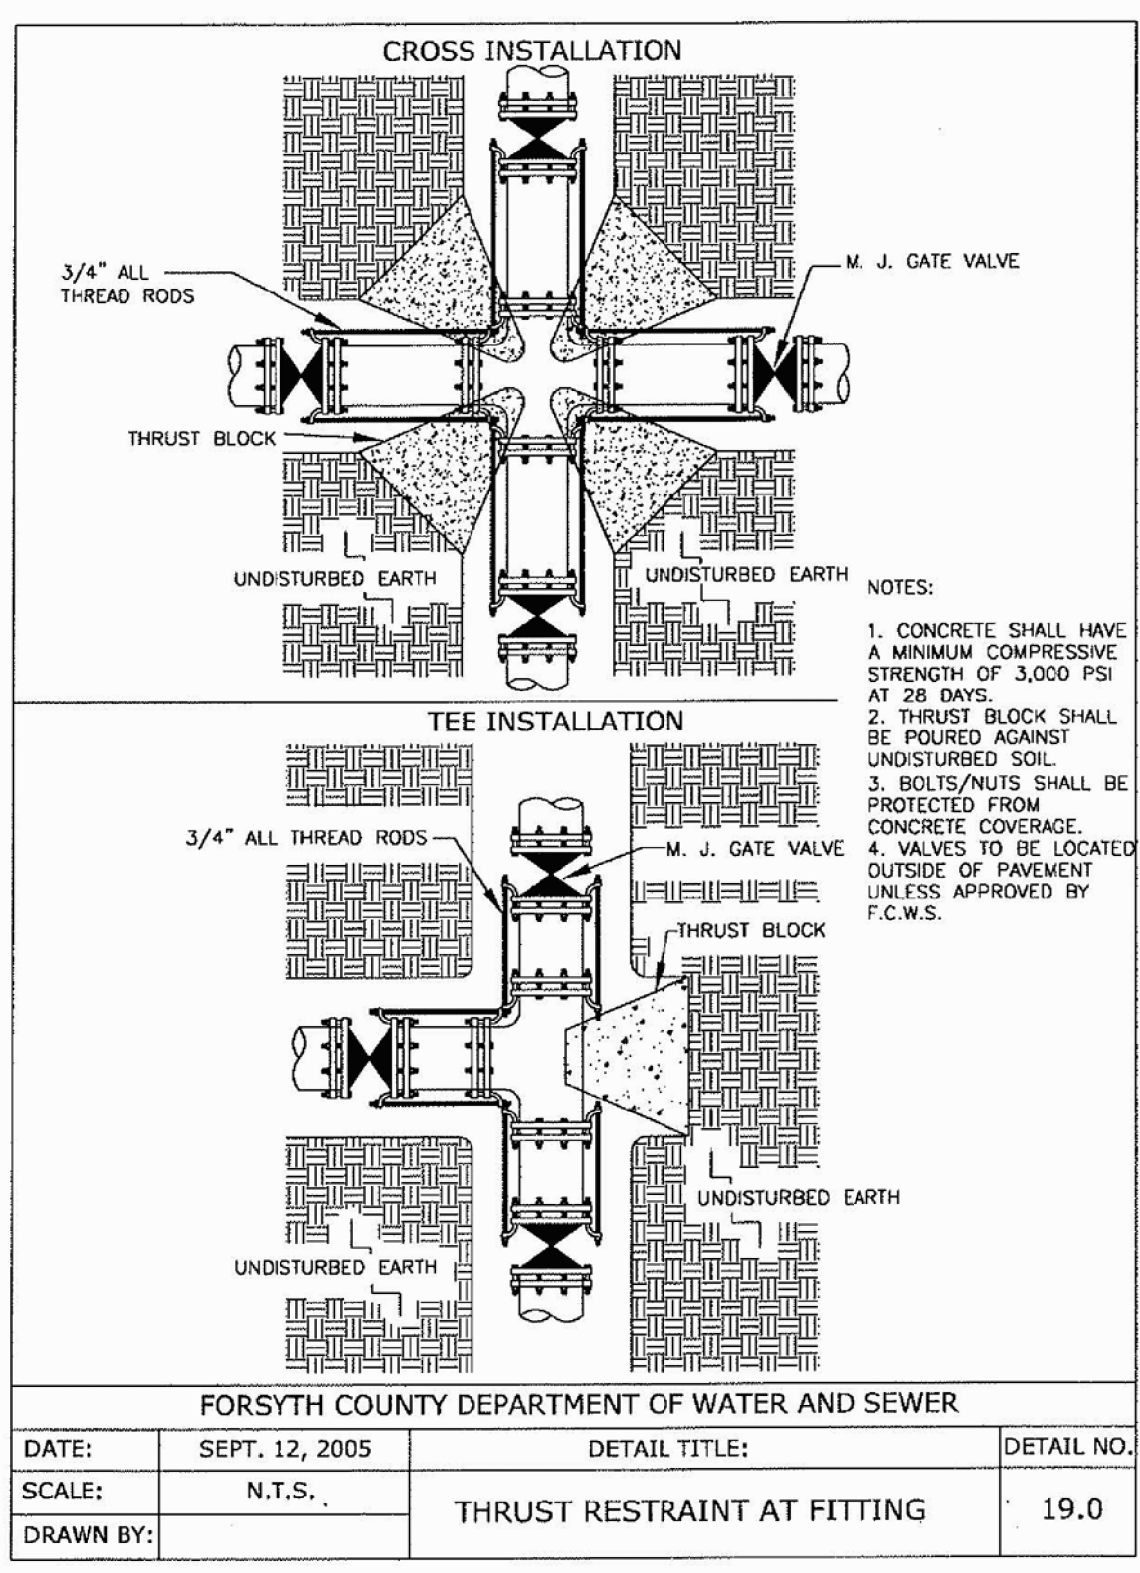 CROSS INSTALLATION
3/4" ALL
THREAD RODS
M. J. GATE VALVE
THRUST BLOCK
UNDISTURBED EARTH
UNDISTURBED EARTH
NOTES:
1. CONCRETE SHALL HAVE
A MINIMUM COMPRESSIVE
STRENGTH OF 3,000 PSI
AT 28 DAYS.
2. THRUST BLOCK SHALL
BE POURED AGAINST
UNDISTURBED SOIL.
3. BOLTS/NUTS SHALL BE
PROTECTED FROM
CONCRETE COVERAGE.
4. VALVES TO BE LOCATED
OUTSIDE OF PAVEMENT
UNLESS APPROVED BY
F.C.W.S.
TEE INSTALLATION
3/4" ALL THREAD RODS
M. J. GATE VALVE
THRUST BLOCK
UNDISTURBED EARTH
UNDISTURBED EARTH
FORSYTH COUNTY DEPARTMENT OF WATER AND SEWER
DATE: SEPT. 12, 2005
DETAIL TITLE:
DETAIL NO.
SCALE: N.T.S.
THRUST RESTRAINT AT FITTING
19.0
DRAWN BY: